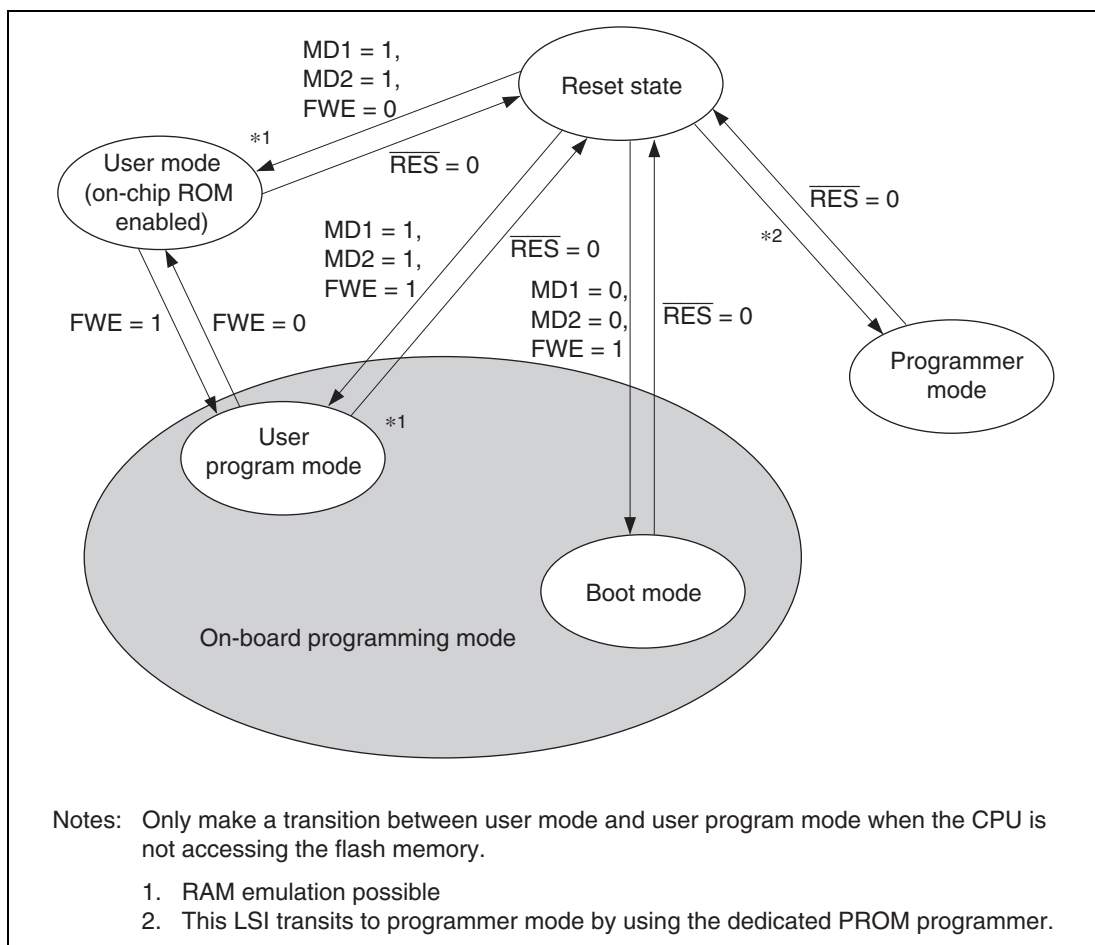 MD1 = 1,
MD2 = 1,
FWE = 0
Reset state
*1
User mode
(on-chip ROM
enabled)
R̅E̅S̅ = 0
MD1 = 1,
MD2 = 1,
FWE = 1
R̅E̅S̅ = 0
R̅E̅S̅ = 0
*2
MD1 = 0,
MD2 = 0,
FWE = 1
R̅E̅S̅ = 0
FWE = 1
FWE = 0
Programmer
mode
User
program mode
*1
Boot mode
On-board programming mode
Notes: Only make a transition between user mode and user program mode when the CPU is
not accessing the flash memory.
1. RAM emulation possible
2. This LSI transits to programmer mode by using the dedicated PROM programmer.